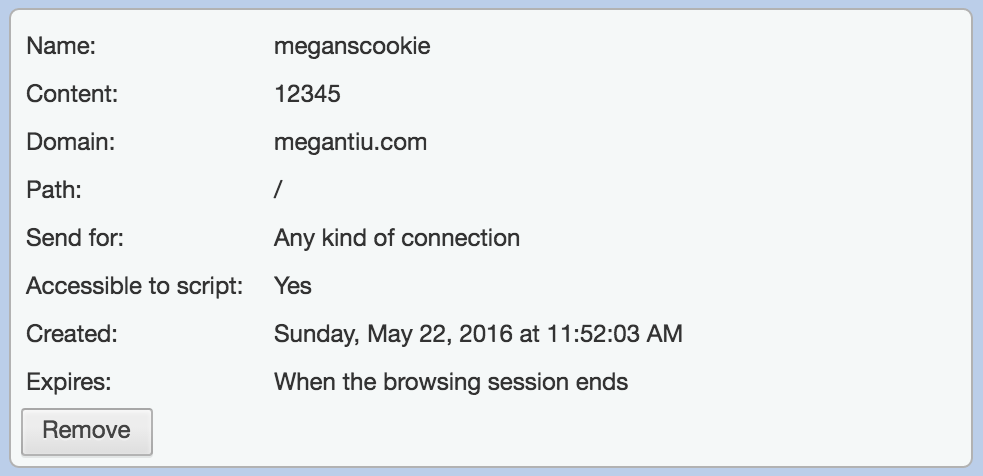 Name: meganscookie
Content: 12345
Domain: megantiu.com
Path: /
Send for: Any kind of connection
Accessible to script: Yes
Created: Sunday, May 22, 2016 at 11:52:03 AM
Expires: When the browsing session ends
Remove